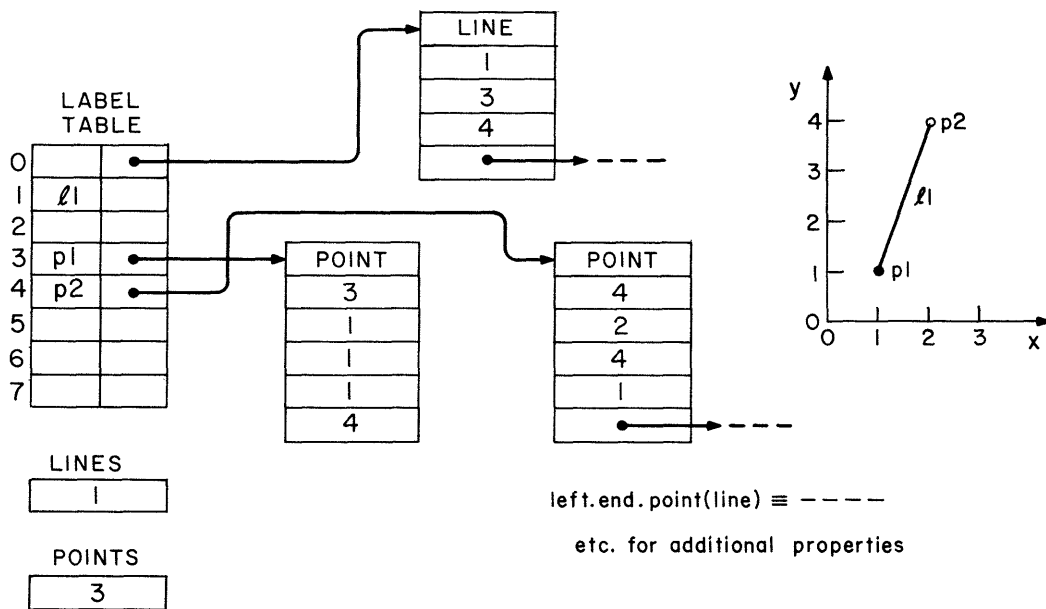 LABEL
TABLE
0
1 ℓ1
2
3 p1
4 p2
5
6
7
LINE
1
3
4
POINT
3
1
1
1
4
POINT
4
2
4
1
y
4
3
2
1
0
1 2 3
x
p2
ℓ1
p1
LINES
1
POINTS
3
left.end.point(line) ≡ ----
etc. for additional properties